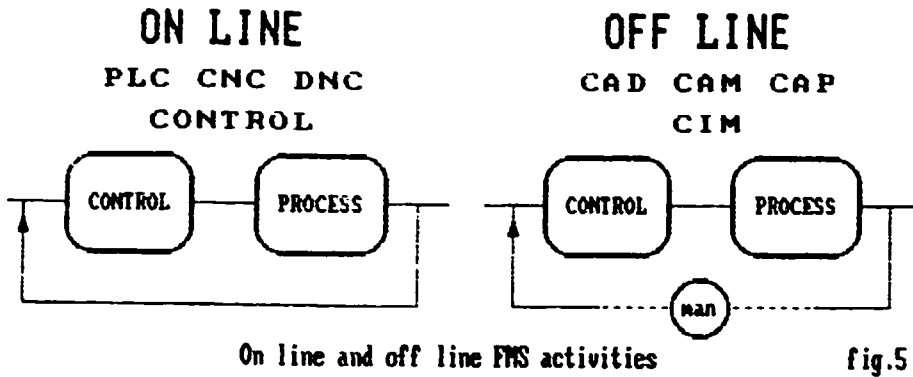 ON LINE
PLC CNC DNC
CONTROL
CONTROL
PROCESS
OFF LINE
CAD CAM CAP
CIM
CONTROL
PROCESS
man
On line and off line FMS activities
fig.5